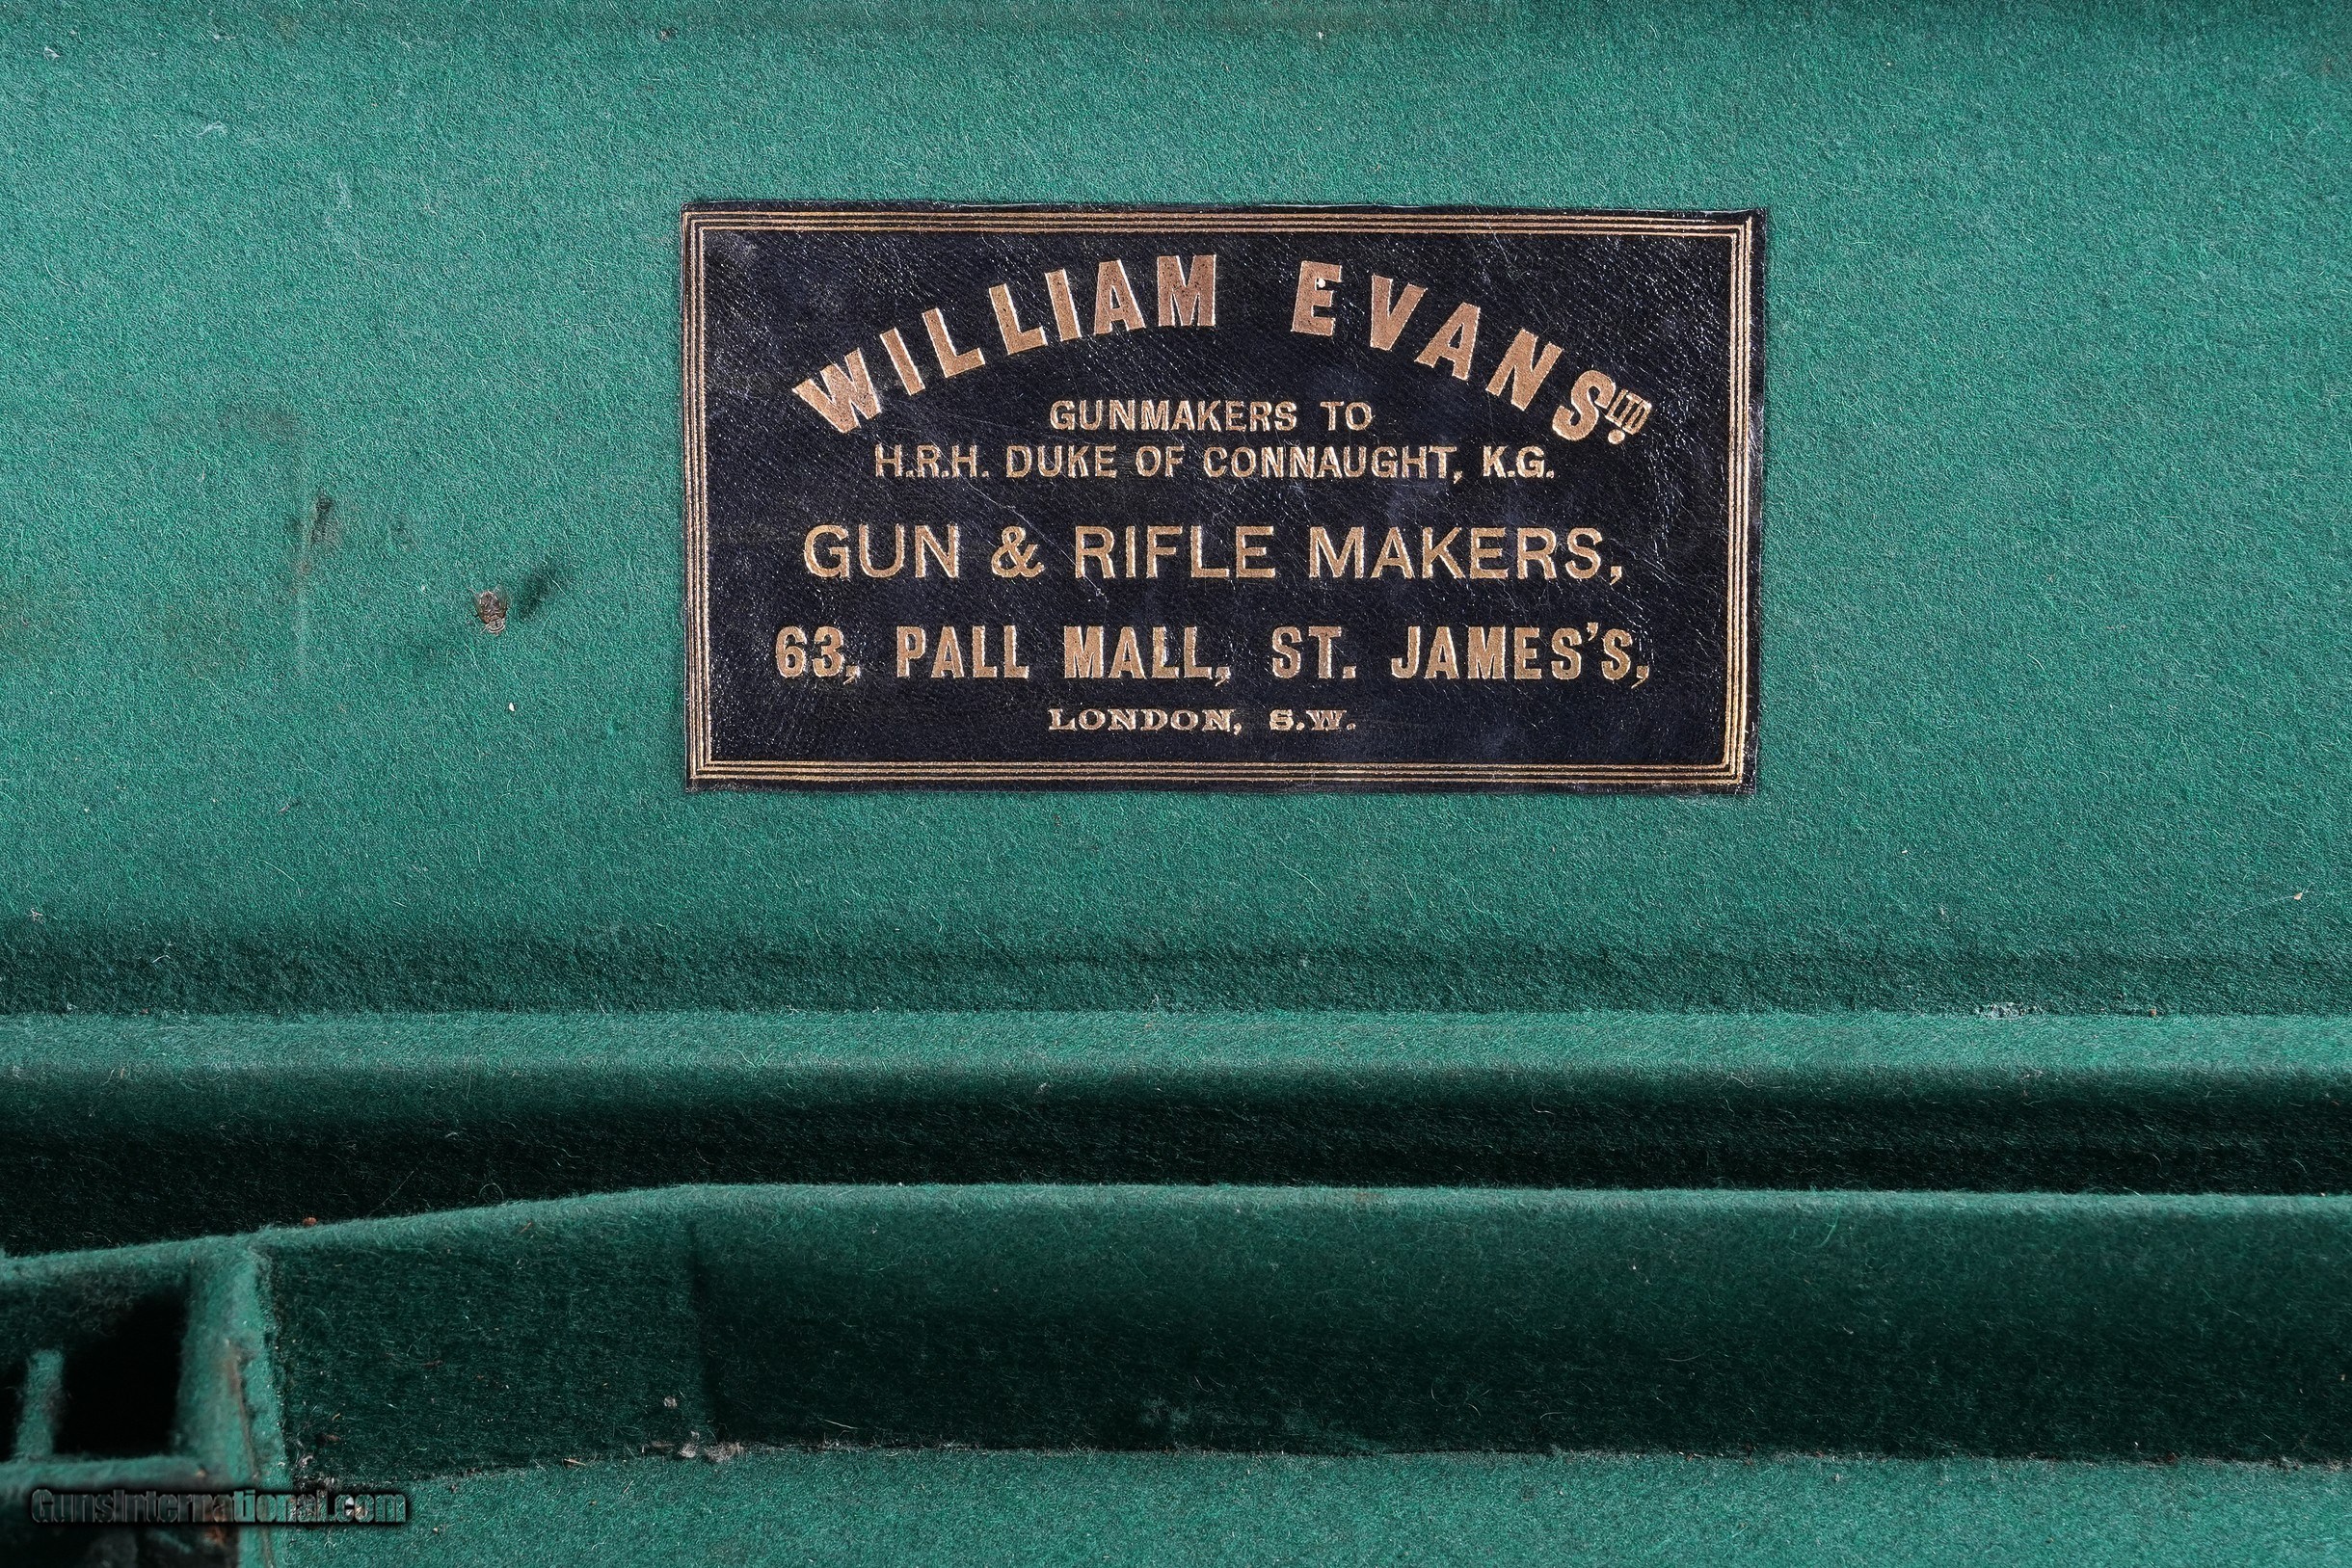 WILLIAM EVANS LTD.
GUNMAKERS TO
H.R.H. DUKE OF CONNAUGHT, K.G.
GUN & RIFLE MAKERS,
63, PALL MALL, ST. JAMES'S,
LONDON, S.W.
GunsInternational.com